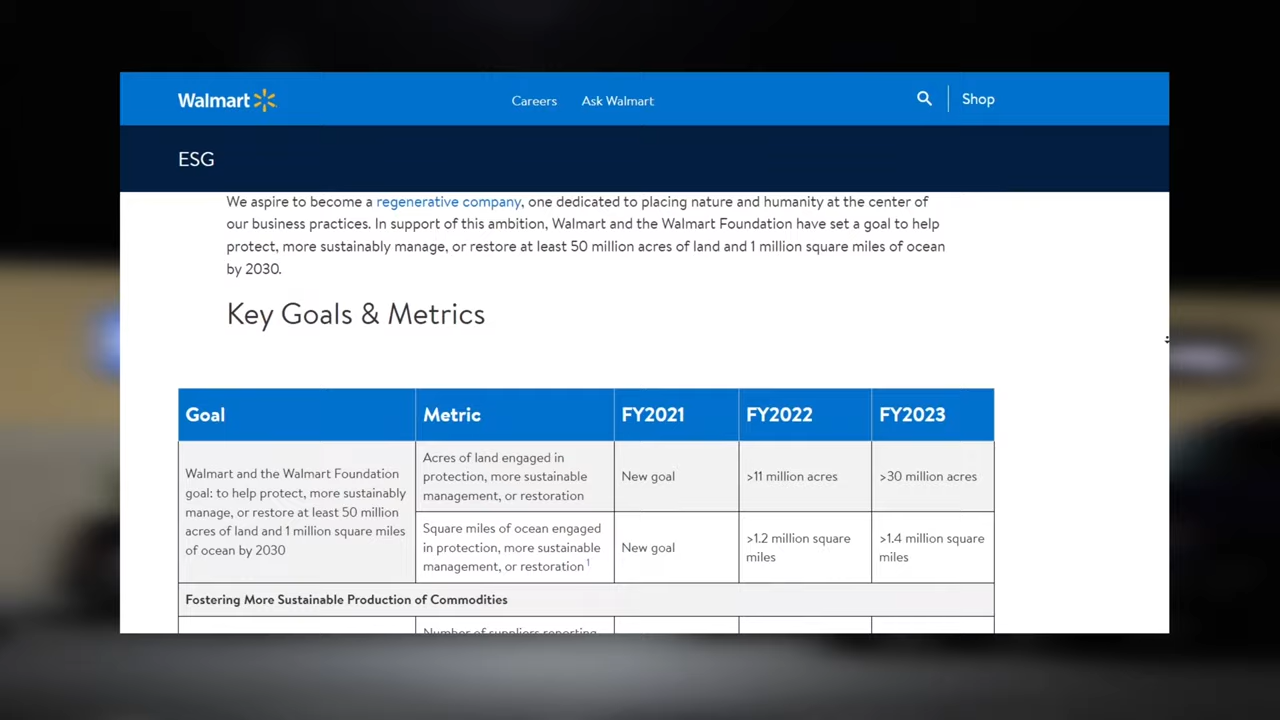 Walmart
Careers
Ask Walmart
Shop
ESG
We aspire to become a regenerative company, one dedicated to placing nature and humanity at the center of
our business practices. In support of this ambition, Walmart and the Walmart Foundation have set a goal to help
protect, more sustainably manage, or restore at least 50 million acres of land and 1 million square miles of ocean
by 2030.
Key Goals & Metrics
Goal
Metric
FY2021
FY2022
FY2023
Walmart and the Walmart Foundation
goal: to help protect, more sustainably
manage, or restore at least 50 million
acres of land and 1 million square miles
of ocean by 2030
Acres of land engaged in
protection, more sustainable
management, or restoration
New goal
>11 million acres
>30 million acres
Square miles of ocean engaged
in protection, more sustainable
management, or restoration 1
New goal
>1.2 million square
miles
>1.4 million square
miles
Fostering More Sustainable Production of Commodities
Number of suppliers reporting